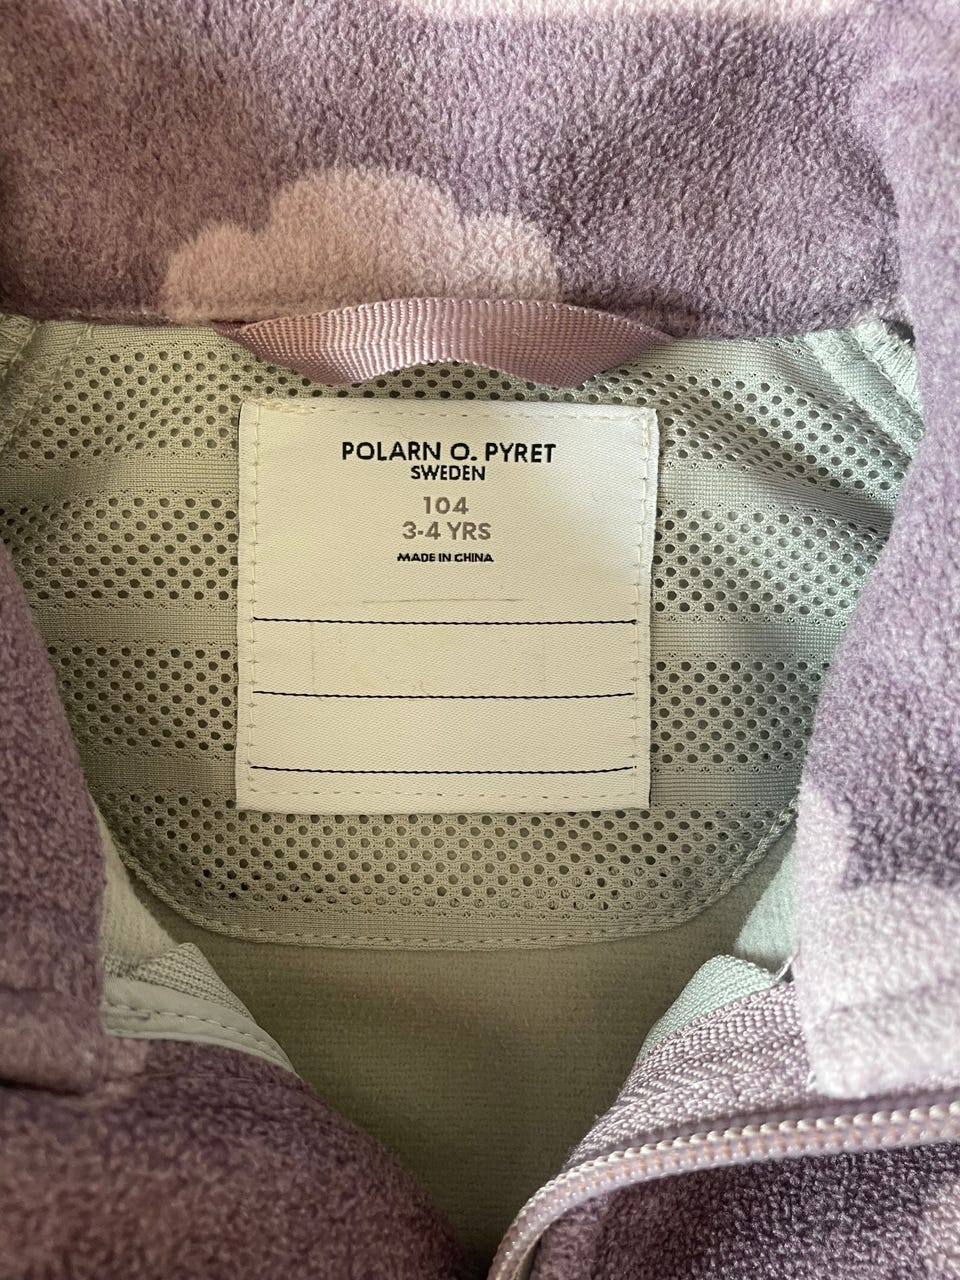 POLARN O. PYRET
SWEDEN
104
3-4 YRS
MADE IN CHINA